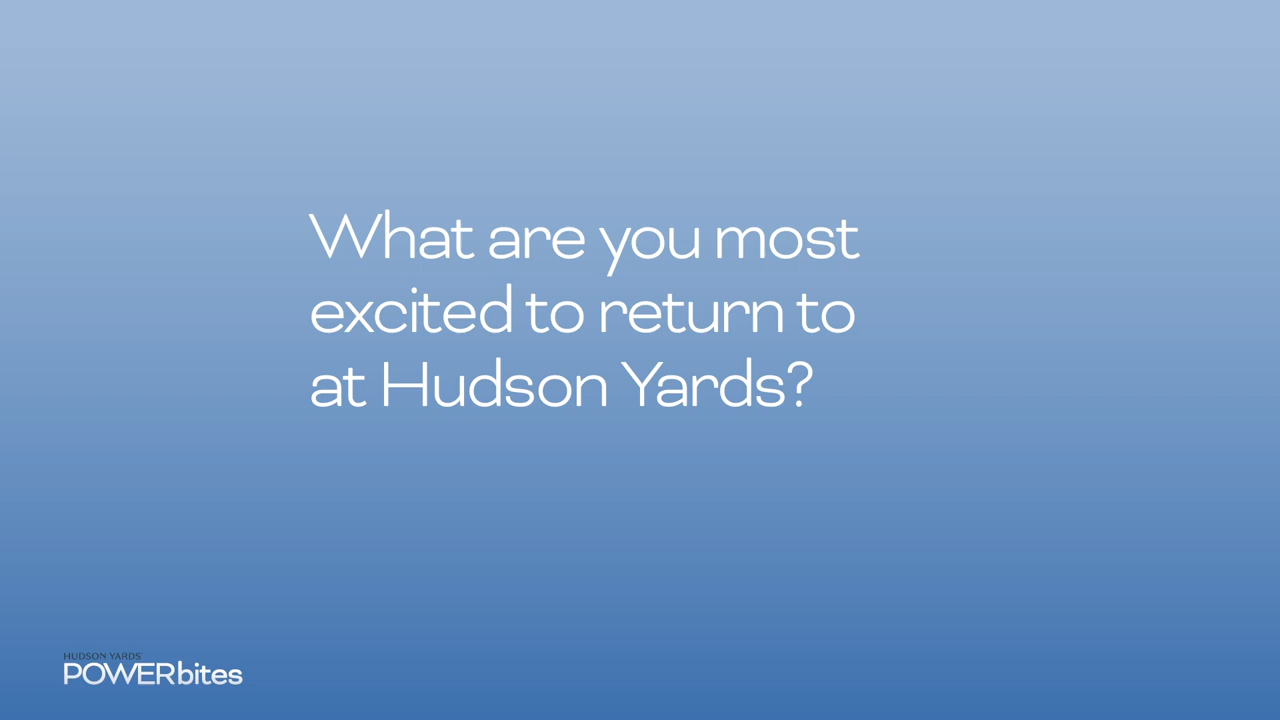 What are you most
excited to return to
at Hudson Yards?
HUDSON YARDS
POWERbites